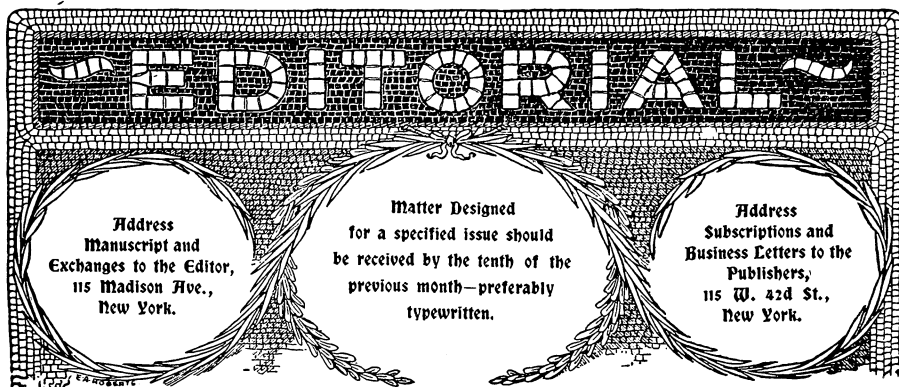 EDITORIAL
Address
Manuscript and
Exchanges to the Editor,
115 Madison Ave.,
New York.
Matter Designed
for a specified issue should
be received by the tenth of the
previous month—preferably
typewritten.
Address
Subscriptions and
Business Letters to the
Publishers,
115 W. 42d St.,
New York.
E.A. ROBERTS